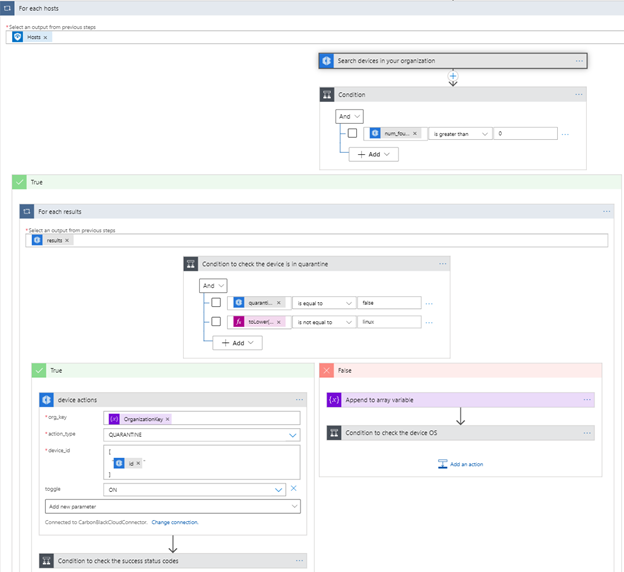 For each hosts
* Select an output from previous steps
Hosts ×
Search devices in your organization
Condition
And
num_fou... ×
is greater than
0
Add
True
For each results
* Select an output from previous steps
results ×
Condition to check the device is in quarantine
And
quaranti... ×
is equal to
false
toLower(... ×
is not equal to
linux
Add
True
device actions
* org_key
{x} OrganizationKey ×
* action_type
QUARANTINE
* device_id
[
" id × "
]
toggle
ON
Add new parameter
Connected to CarbonBlackCloudConnector. Change connection.
Condition to check the success status codes
False
{x} Append to array variable
Condition to check the device OS
Add an action